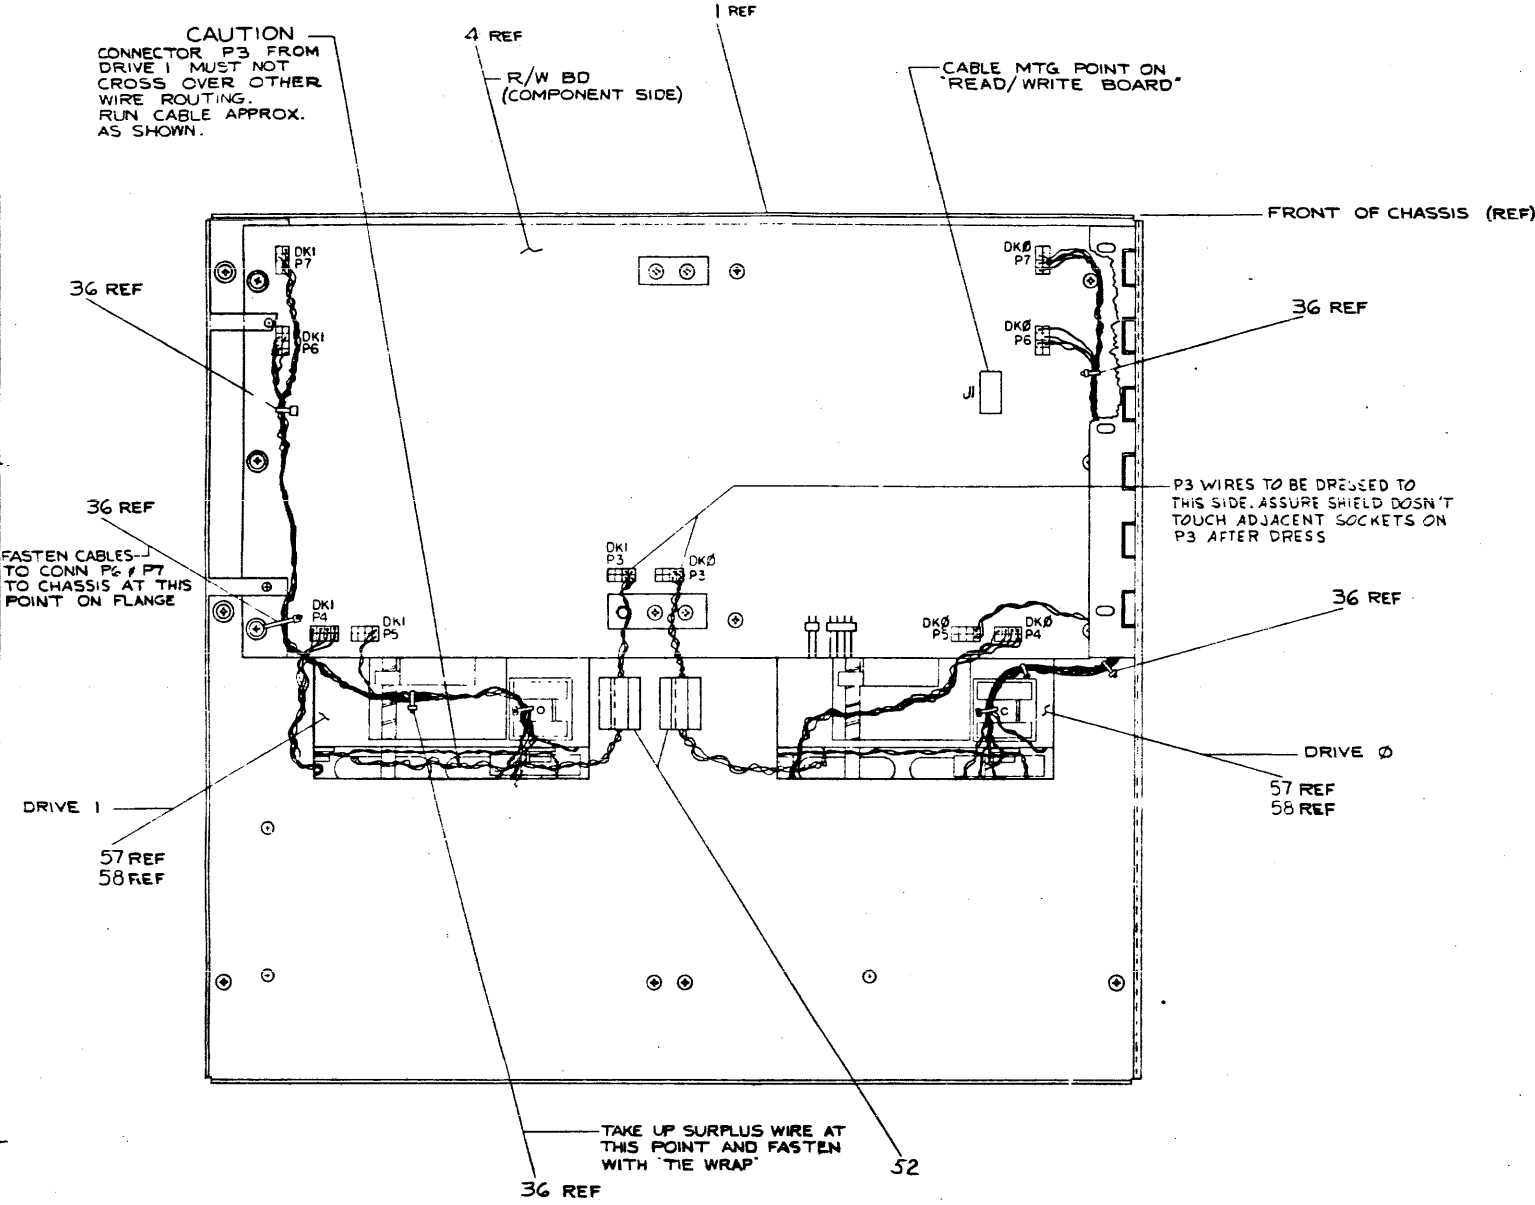 1 REF
CAUTION
CONNECTOR P3 FROM
DRIVE 1 MUST NOT
CROSS OVER OTHER
WIRE ROUTING.
RUN CABLE APPROX.
AS SHOWN.
4 REF
R/W BD
(COMPONENT SIDE)
CABLE MTG POINT ON
"READ/WRITE BOARD"
FRONT OF CHASSIS (REF)
DK1
P7
DKØ
P7
36 REF
36 REF
DK1
P6
DKØ
P6
J1
36 REF
P3 WIRES TO BE DRESSED TO
THIS SIDE. ASSURE SHIELD DOSN'T
TOUCH ADJACENT SOCKETS ON
P3 AFTER DRESS
FASTEN CABLES
TO CONN P6 & P7
TO CHASSIS AT THIS
POINT ON FLANGE
DK1
P3
DKØ
P3
36 REF
DK1
P4
DK1
P5
DKØ
P5
DKØ
P4
O
C
DRIVE Ø
57 REF
58 REF
DRIVE 1
57 REF
58 REF
TAKE UP SURPLUS WIRE AT
THIS POINT AND FASTEN
WITH "TIE WRAP"
36 REF
52